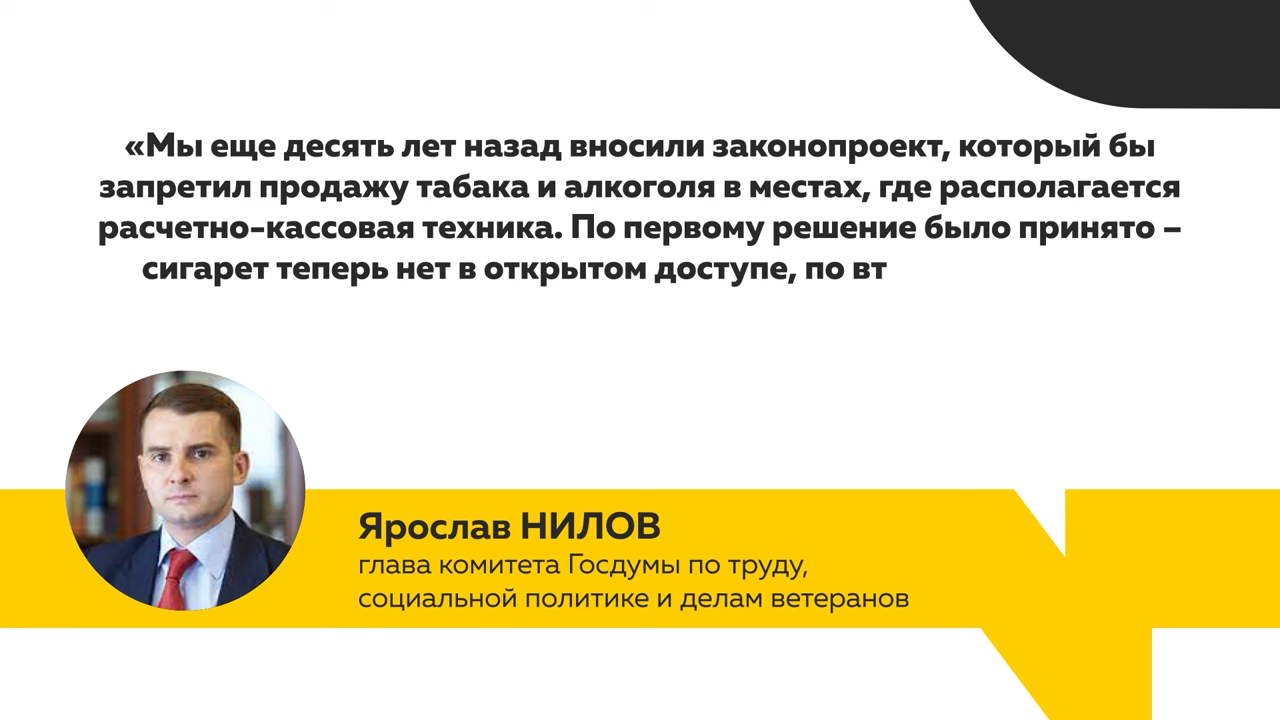 «Мы еще десять лет назад вносили законопроект, который бы
запретил продажу табака и алкоголя в местах, где располагается
расчетно-кассовая техника. По первому решение было принято –
сигарет теперь нет в открытом доступе, по вт
Ярослав НИЛОВ
глава комитета Госдумы по труду,
социальной политике и делам ветеранов